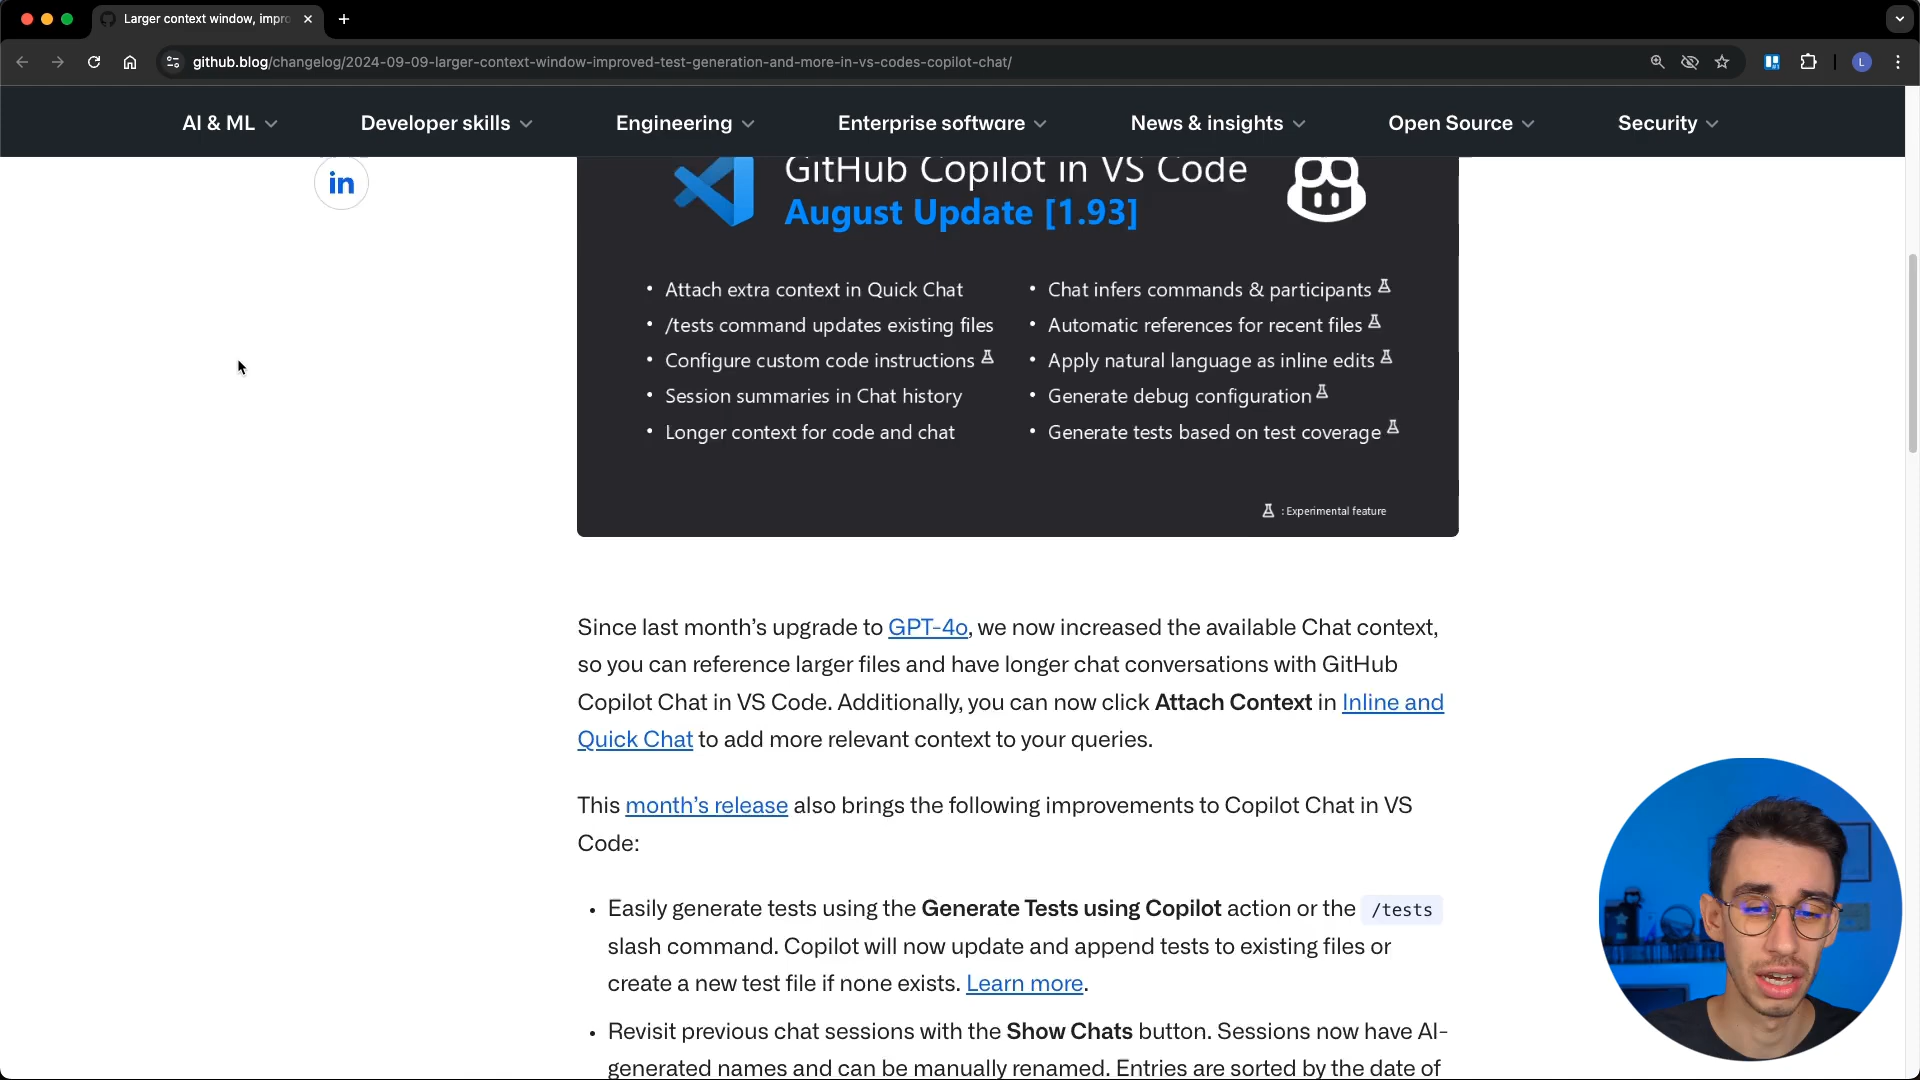 Larger context window, impro
github.blog/changelog/2024-09-09-larger-context-window-improved-test-generation-and-more-in-vs-codes-copilot-chat/
L
AI & ML
Developer skills
Engineering
Enterprise software
News & insights
Open Source
Security
in
GitHub Copilot in VS Code
August Update [1.93]
• Attach extra context in Quick Chat
• /tests command updates existing files
• Configure custom code instructions
• Session summaries in Chat history
• Longer context for code and chat
• Chat infers commands & participants
• Automatic references for recent files
• Apply natural language as inline edits
• Generate debug configuration
• Generate tests based on test coverage
: Experimental feature
Since last month’s upgrade to GPT-4o, we now increased the available Chat context,
so you can reference larger files and have longer chat conversations with GitHub
Copilot Chat in VS Code. Additionally, you can now click Attach Context in Inline and
Quick Chat to add more relevant context to your queries.
This month’s release also brings the following improvements to Copilot Chat in VS
Code:
• Easily generate tests using the Generate Tests using Copilot action or the /tests
slash command. Copilot will now update and append tests to existing files or
create a new test file if none exists. Learn more.
• Revisit previous chat sessions with the Show Chats button. Sessions now have AI-
generated names and can be manually renamed. Entries are sorted by the date of